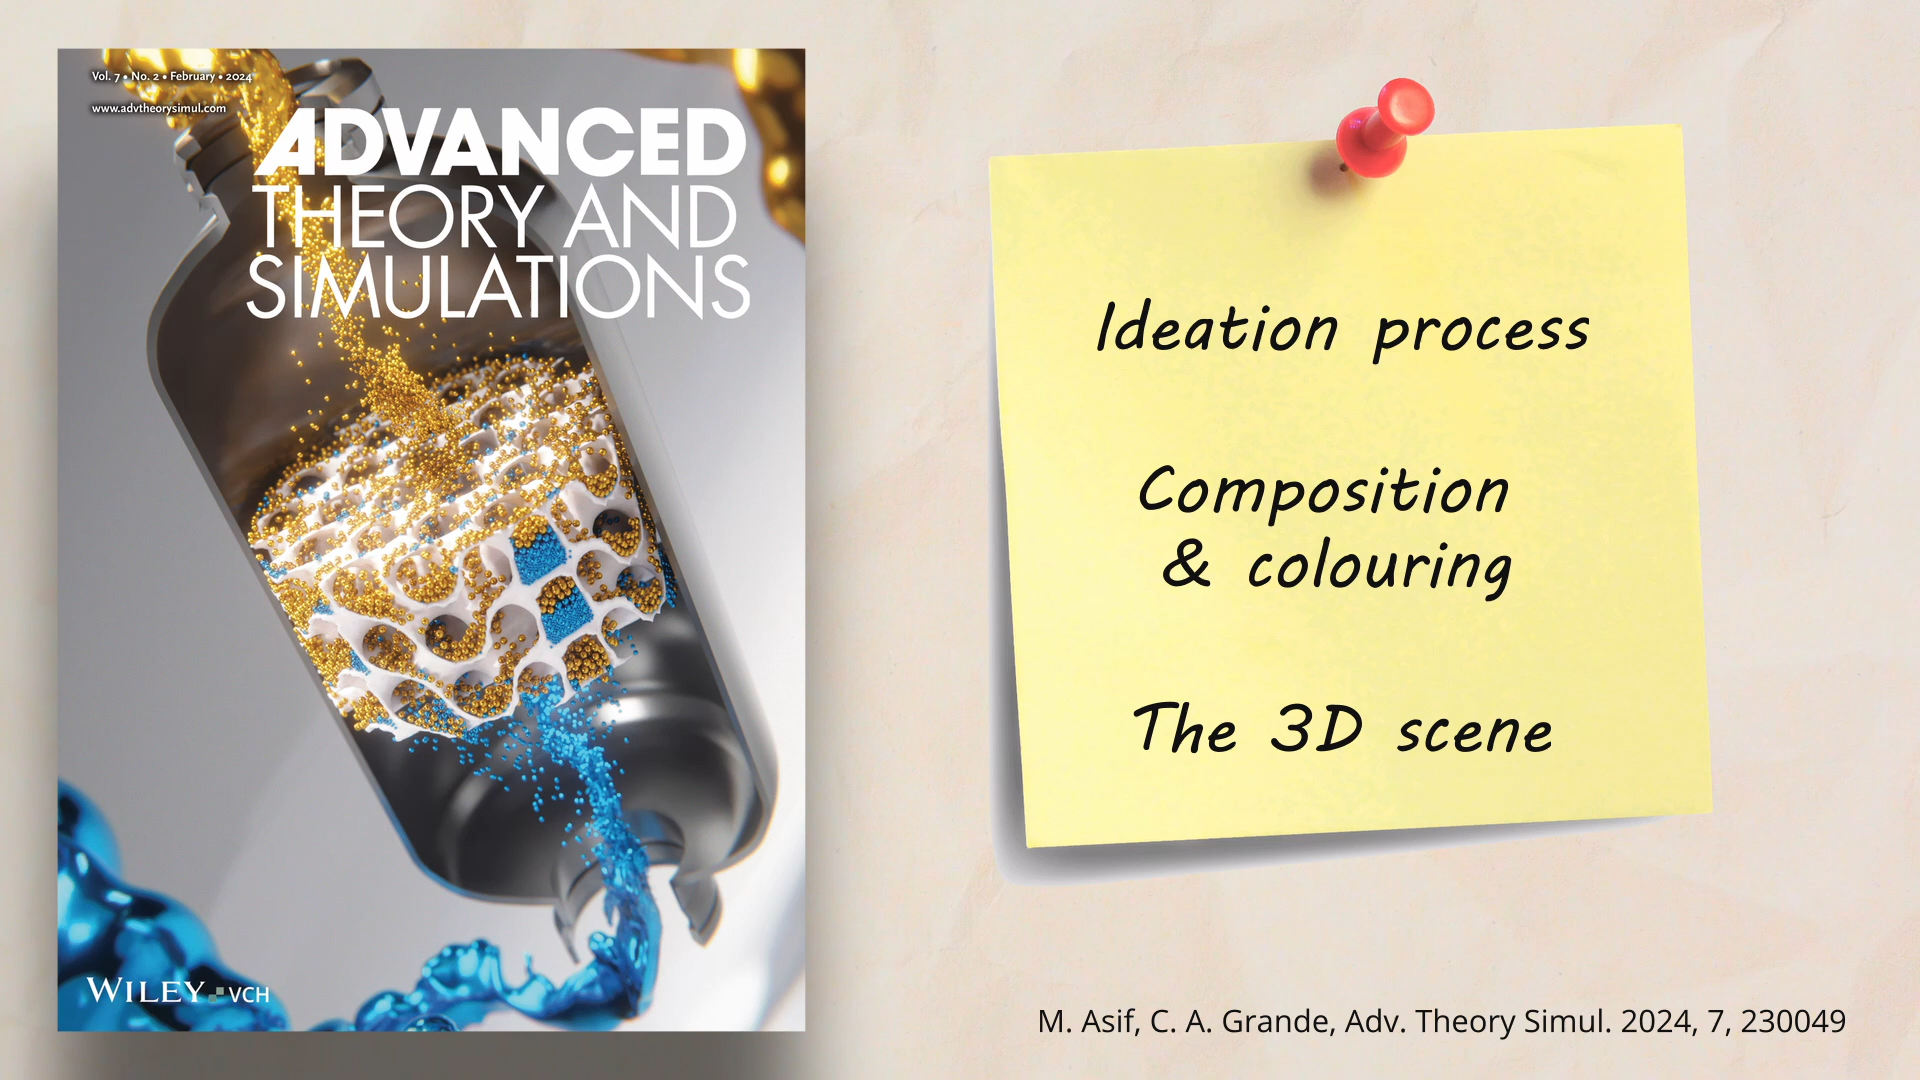 Vol. 7 • No. 2 • February • 2024
www.advtheorysimul.com
ADVANCED
THEORY AND
SIMULATIONS
WILEY VCH
Ideation process
Composition
& colouring
The 3D scene
M. Asif, C. A. Grande, Adv. Theory Simul. 2024, 7, 230049